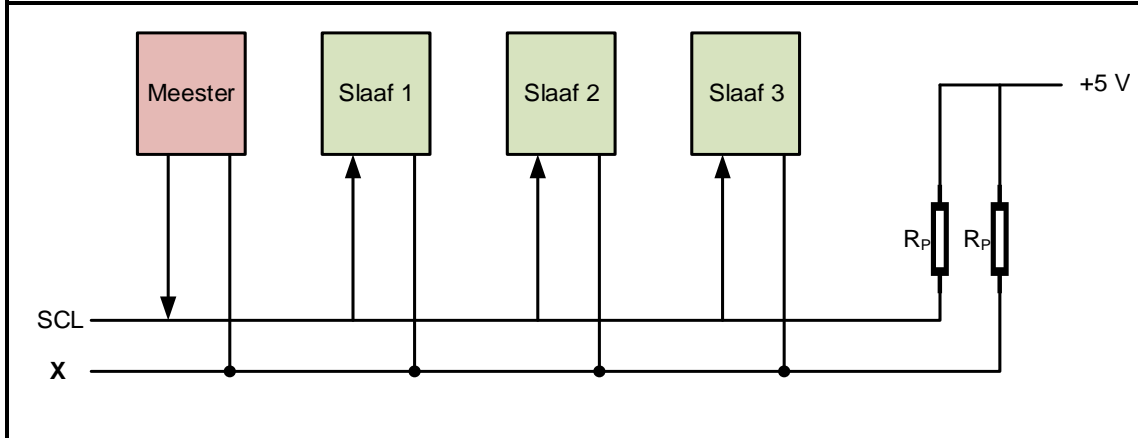 Meester
Slaaf 1
Slaaf 2
Slaaf 3
+5 V
RP
RP
SCL
X